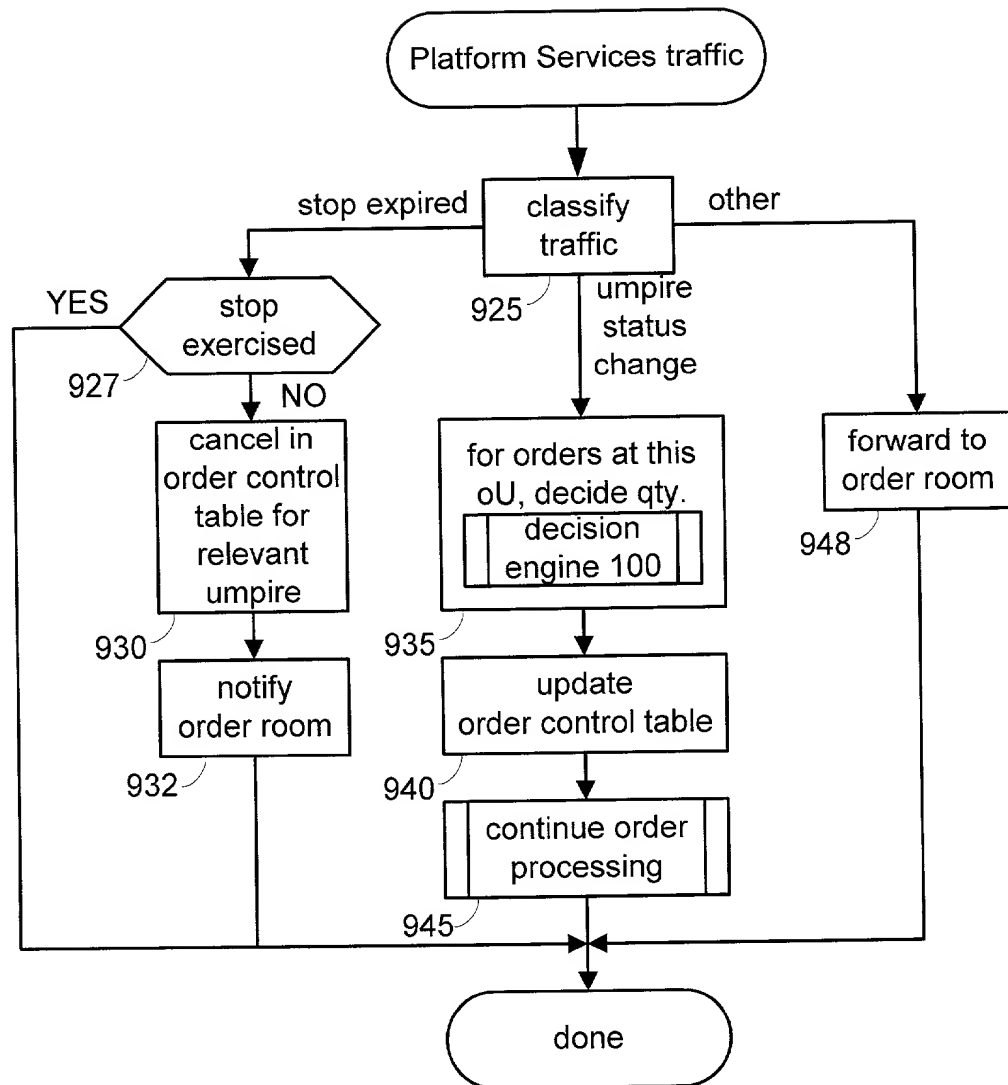 Platform Services traffic
stop expired
classify
traffic
other
925
umpire
status
change
YES
stop
exercised
927
NO
cancel in
order control
table for
relevant
umpire
930
notify
order room
932
for orders at this
oU, decide qty.
decision
engine 100
935
update
order control table
940
continue order
processing
945
forward to
order room
948
done